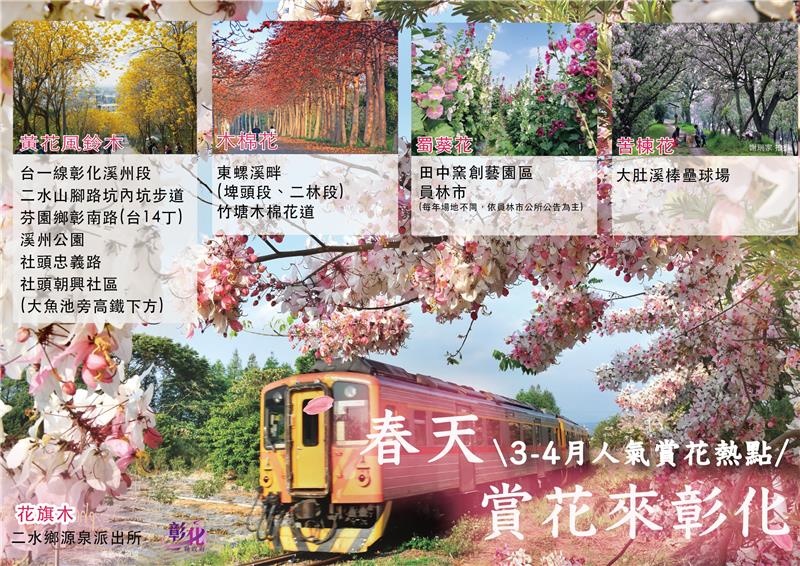 黃花風鈴木
台一線彰化溪州段
二水山腳路坑內坑步道
芬園鄉彰南路(台14丁)
溪州公園
社頭忠義路
社頭朝興社區
(大魚池旁高鐵下方)
木棉花
東螺溪畔
(埤頭段、二林段)
竹塘木棉花道
蜀葵花
田中窯創藝園區
員林市
(每年場地不同，依員林市公所公告為主)
苦楝花
大肚溪棒壘球場
春天\3-4月人氣賞花熱點/
賞花來彰化
花旗木
二水鄉源泉派出所
彰化